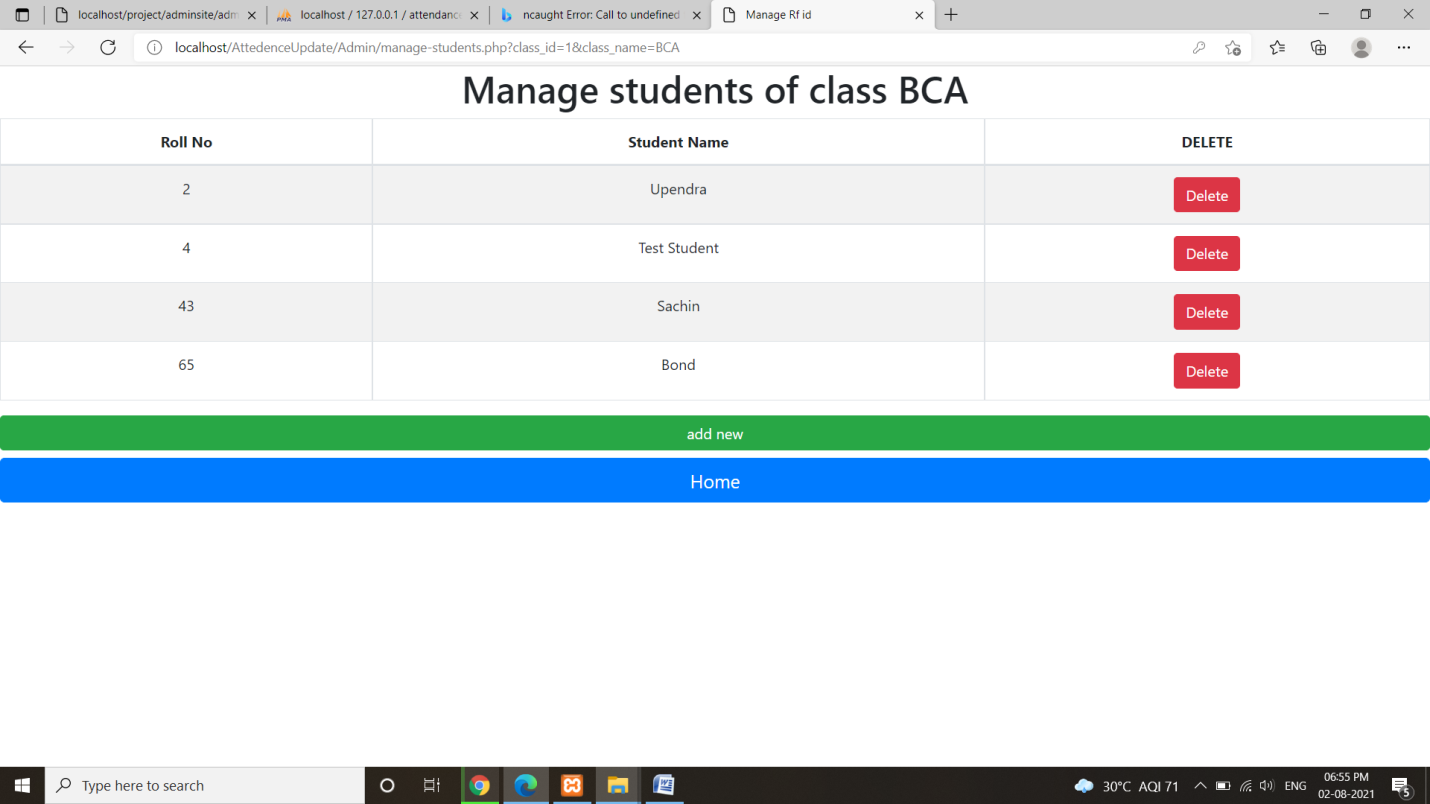 localhost/project/adminsite/adm
localhost / 127.0.0.1 / attendance
ncaught Error: Call to undefined
Manage Rf id
localhost/AttedenceUpdate/Admin/manage-students.php?class_id=1&class_name=BCA
Manage students of class BCA
Roll No Student Name DELETE
2 Upendra Delete
4 Test Student Delete
43 Sachin Delete
65 Bond Delete
add new
Home
Type here to search
30°C AQI 71 ENG
06:55 PM
02-08-2021
5